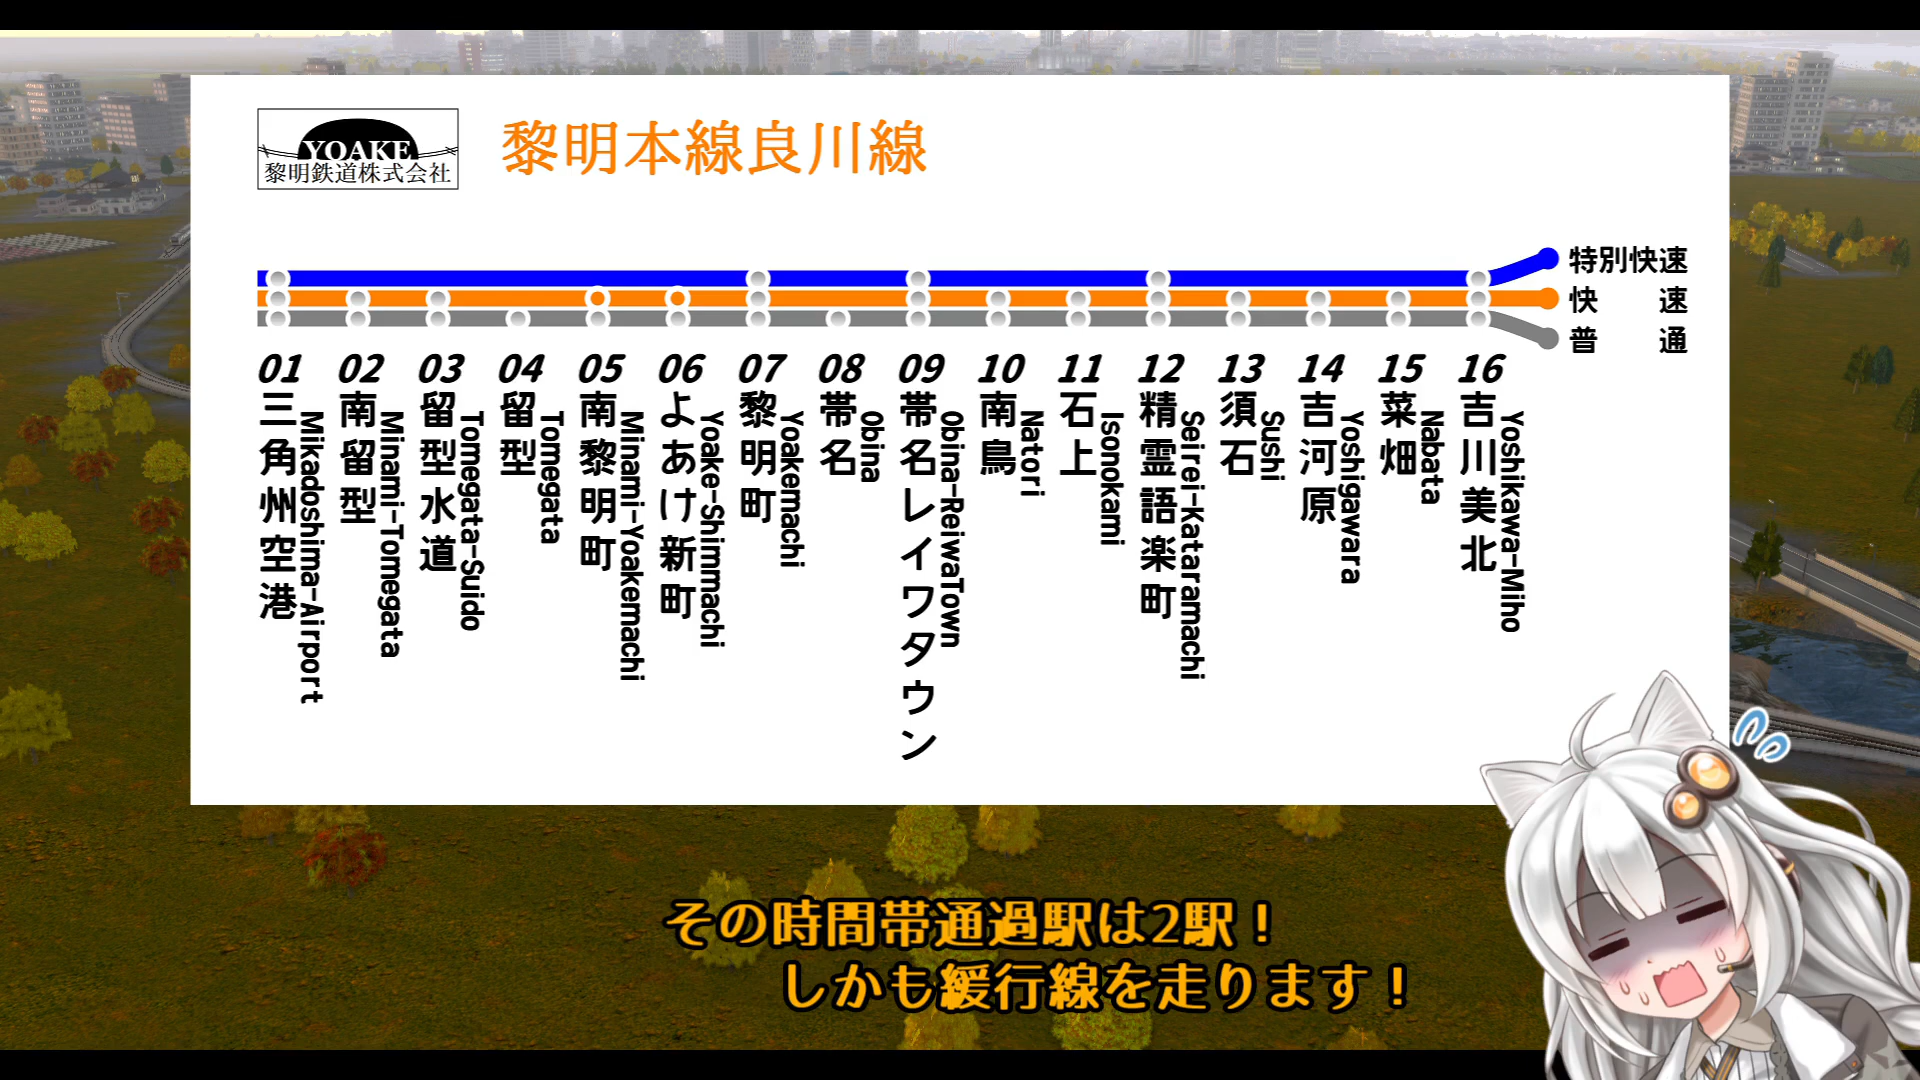 YOAKE
黎明鉄道株式会社
黎明本線良川線
特別快速
快 速
普 通
01
三角州空港
Mikadoshima-Airport
02
南留型
Minami-Tomegata
03
留型水道
Tomegata-Suido
04
留型
Tomegata
05
南黎明町
Minami-Yoakemachi
06
よあけ新町
Yoake-Shimmachi
07
黎明町
Yoakemachi
08
帯名
Obina
09
帯名レイワタウン
Obina-ReiwaTown
10
南鳥
Natori
11
石上
Isonokami
12
精霊語楽町
Seirei-Kataramachi
13
須石
Sushi
14
吉河原
Yoshigawara
15
菜畑
Nabata
16
吉川美北
Yoshikawa-Miho
その時間帯通過駅は2駅！
しかも緩行線を走ります！